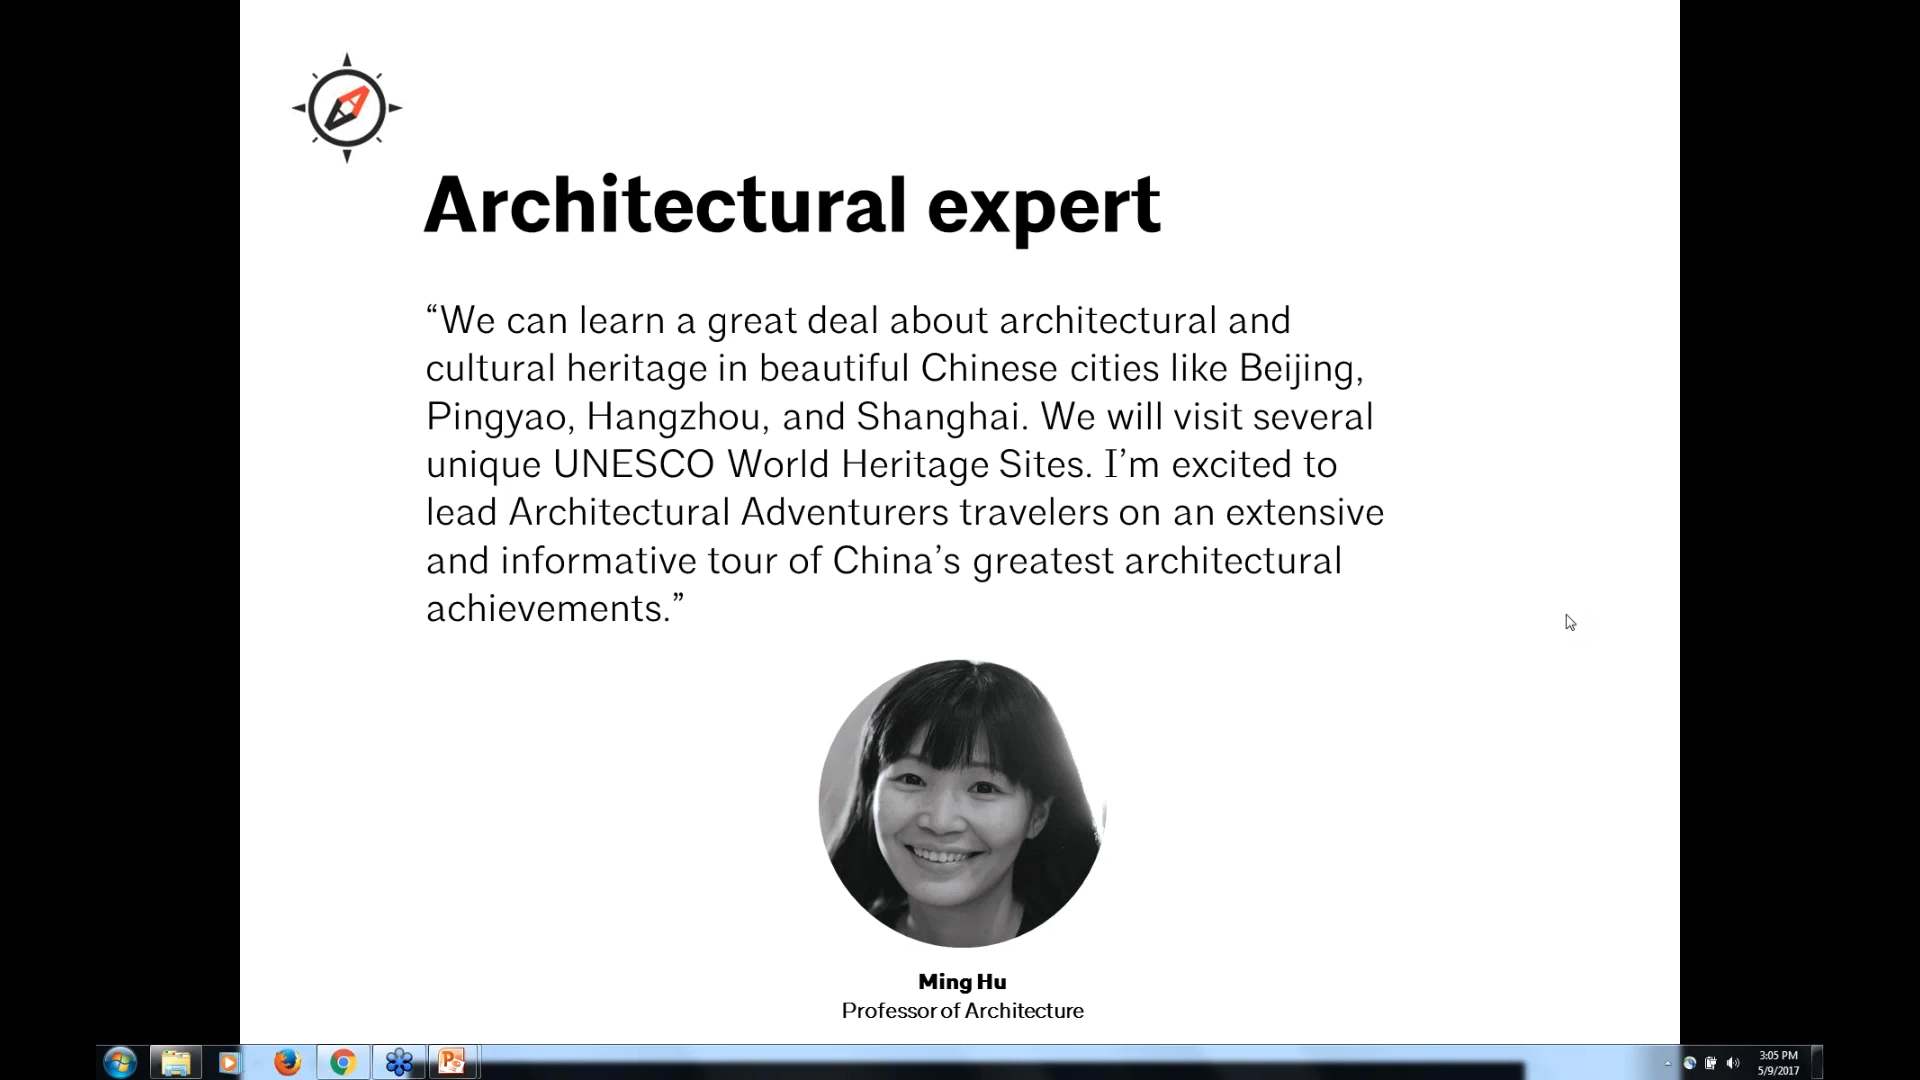 Architectural expert
“We can learn a great deal about architectural and
cultural heritage in beautiful Chinese cities like Beijing,
Pingyao, Hangzhou, and Shanghai. We will visit several
unique UNESCO World Heritage Sites. I’m excited to
lead Architectural Adventurers travelers on an extensive
and informative tour of China’s greatest architectural
achievements.”
Ming Hu
Professor of Architecture
3:05 PM
5/9/2017